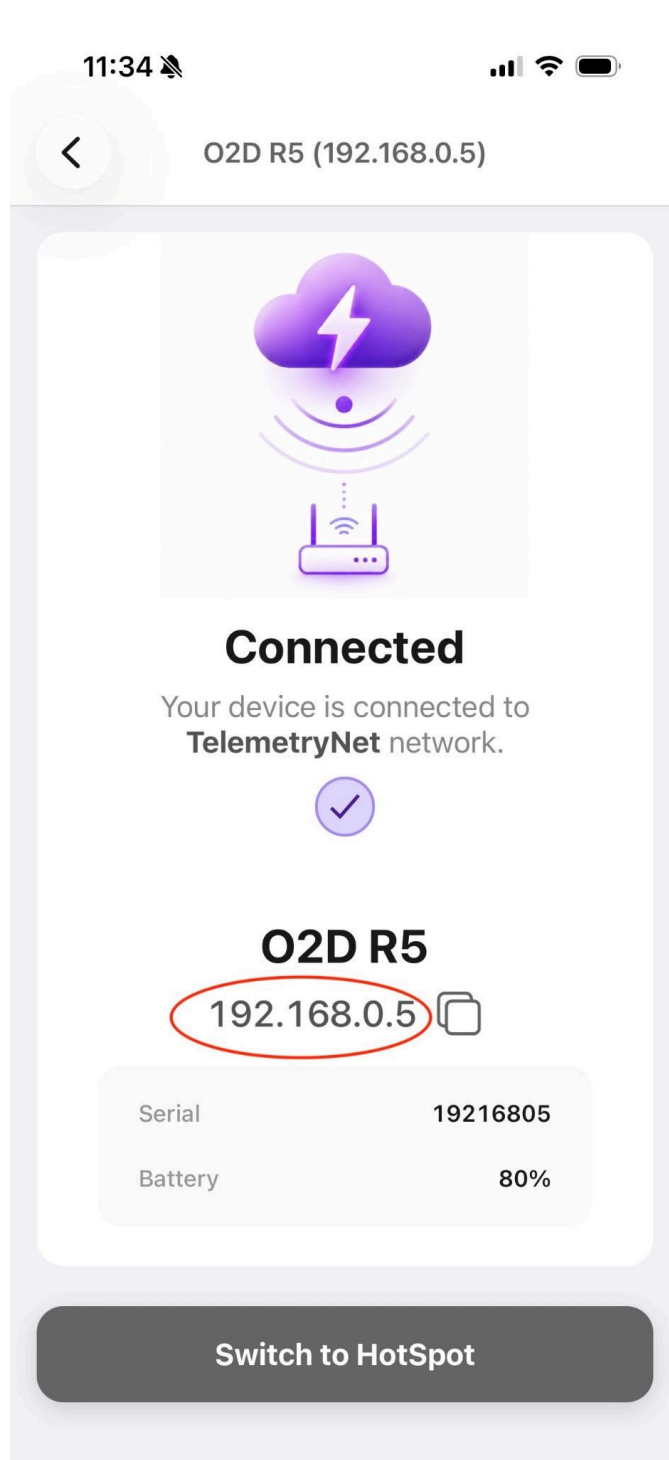 11:34
O2D R5 (192.168.0.5)
Connected
Your device is connected to
TelemetryNet network.
O2D R5
192.168.0.5
Serial 19216805
Battery 80%
Switch to HotSpot